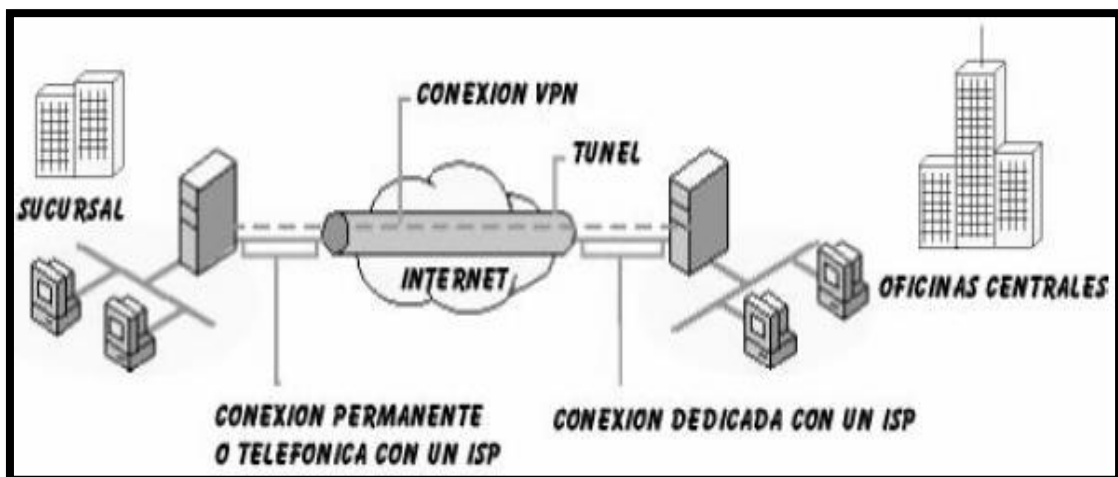 CONEXION VPN
TUNEL
SUCURSAL
INTERNET
OFICINAS CENTRALES
CONEXION PERMANENTE
O TELEFONICA CON UN ISP
CONEXION DEDICADA CON UN ISP